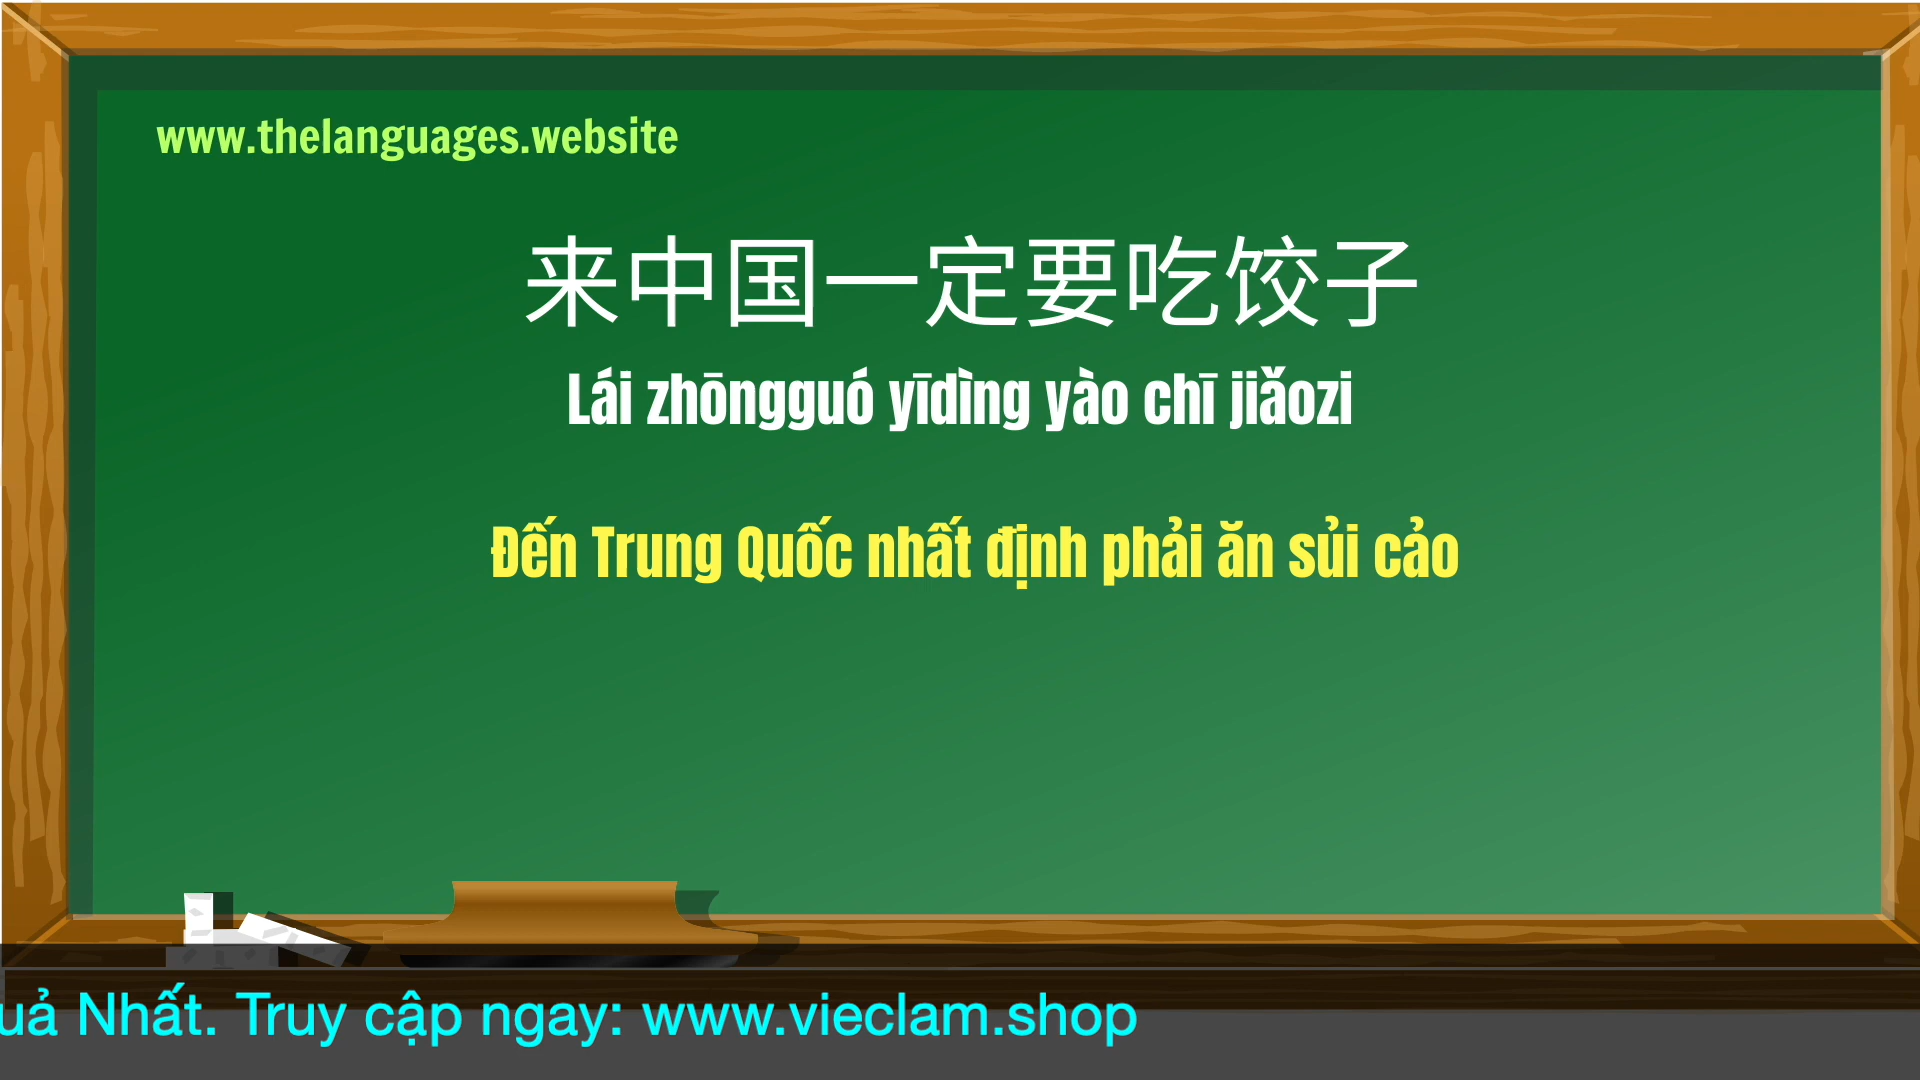 www.thelanguages.website
来中国一定要吃饺子
Lái zhōngguó yīdìng yào chī jiǎozi
Đến Trung Quốc nhất định phải ăn sủi cảo
Nhất. Truy cập ngay: www.vieclam.shop